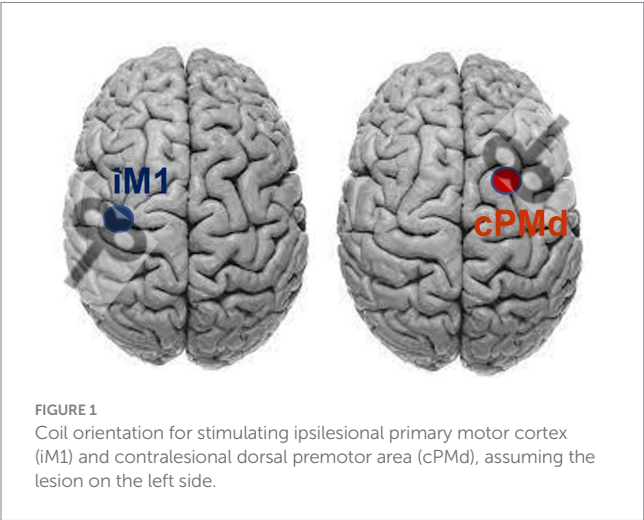 iM1
cPMd
FIGURE 1
Coil orientation for stimulating ipsilesional primary motor cortex
(iM1) and contralesional dorsal premotor area (cPMd), assuming the
lesion on the left side.